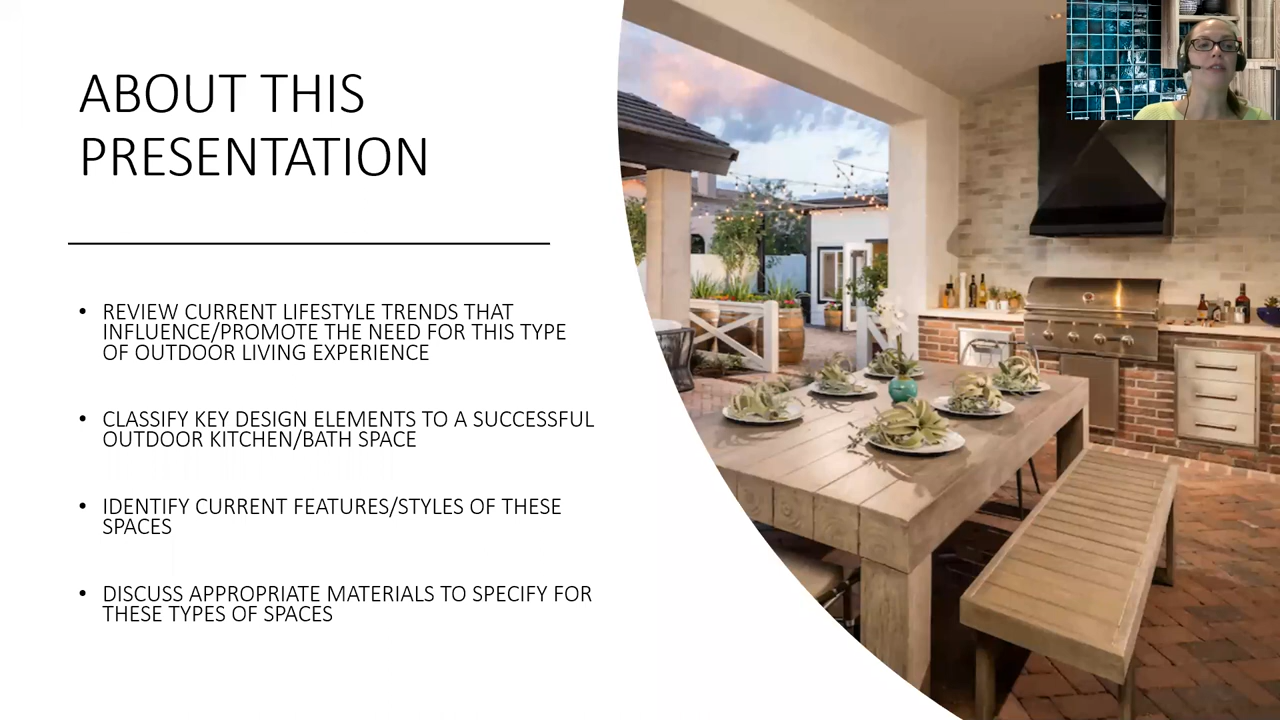 ABOUT THIS
PRESENTATION
• REVIEW CURRENT LIFESTYLE TRENDS THAT
INFLUENCE/PROMOTE THE NEED FOR THIS TYPE
OF OUTDOOR LIVING EXPERIENCE
• CLASSIFY KEY DESIGN ELEMENTS TO A SUCCESSFUL
OUTDOOR KITCHEN/BATH SPACE
• IDENTIFY CURRENT FEATURES/STYLES OF THESE
SPACES
• DISCUSS APPROPRIATE MATERIALS TO SPECIFY FOR
THESE TYPES OF SPACES